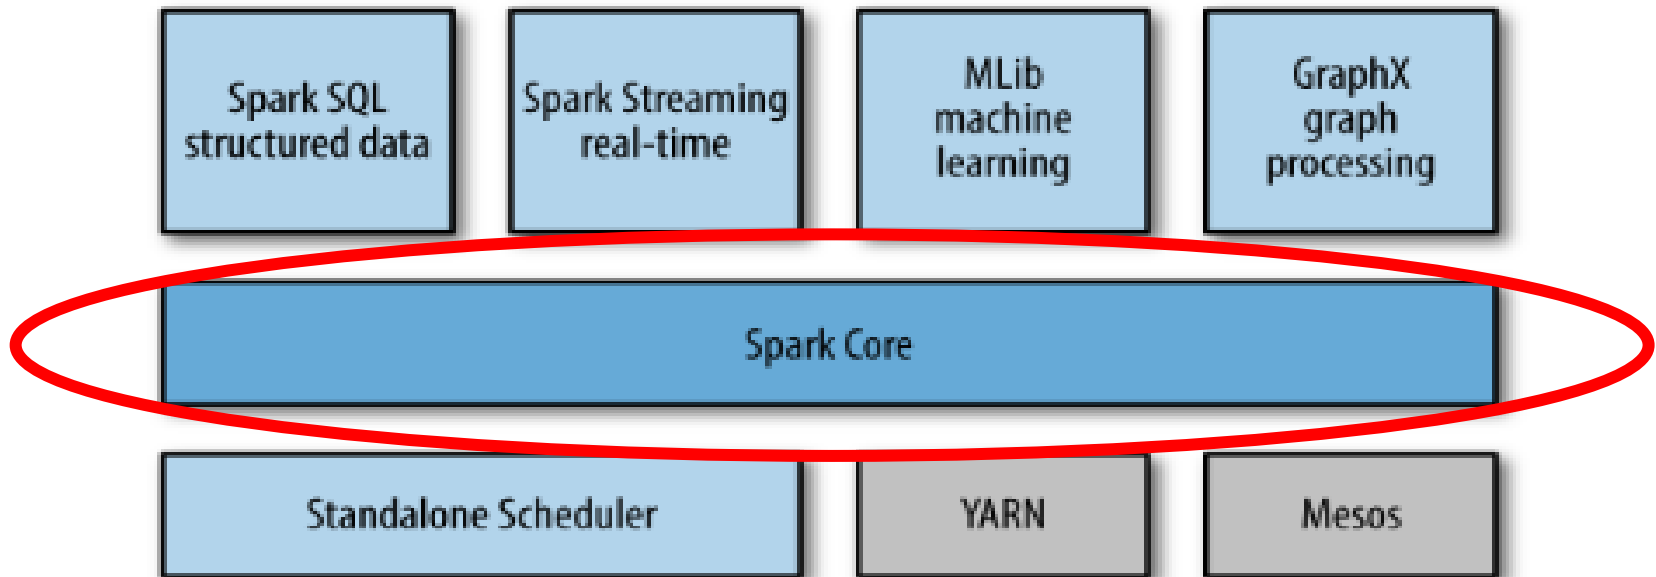 Spark SQL
structured data
Spark Streaming
real-time
MLib
machine
learning
GraphX
graph
processing
Spark Core
Standalone Scheduler
YARN
Mesos